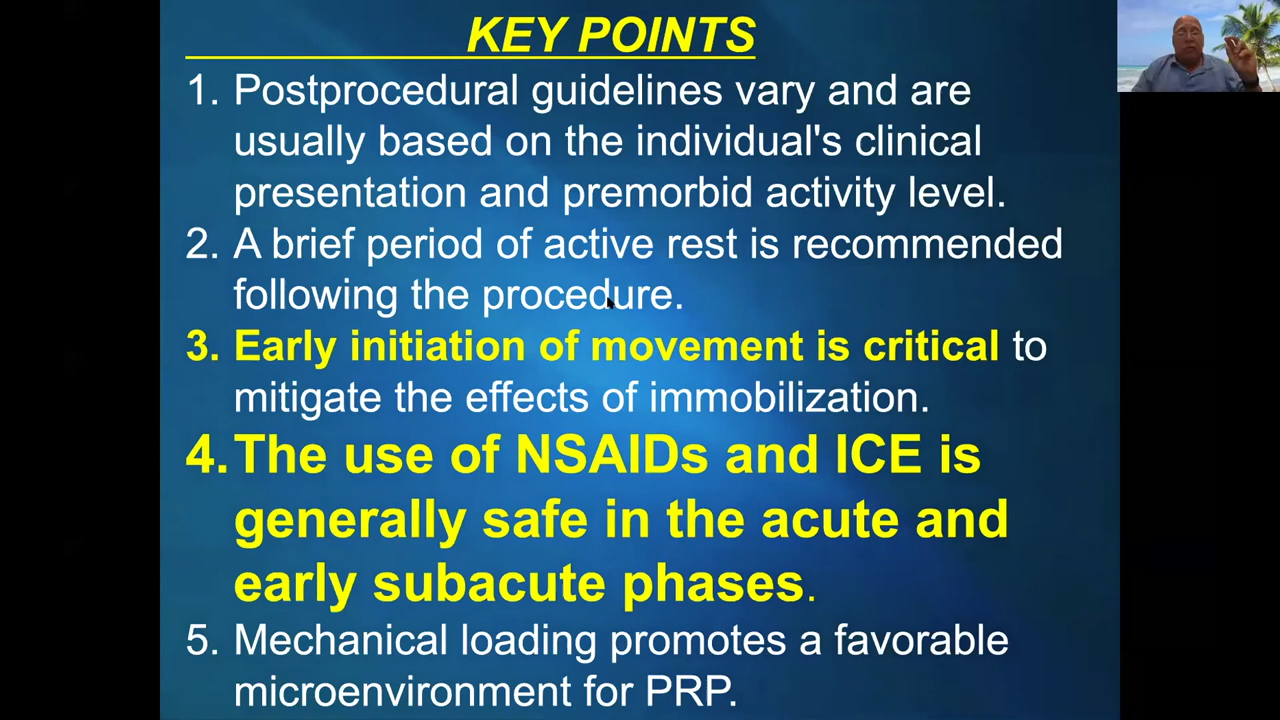 KEY POINTS
1. Postprocedural guidelines vary and are
usually based on the individual's clinical
presentation and premorbid activity level.
2. A brief period of active rest is recommended
following the procedure.
3. Early initiation of movement is critical to
mitigate the effects of immobilization.
4. The use of NSAIDs and ICE is
generally safe in the acute and
early subacute phases.
5. Mechanical loading promotes a favorable
microenvironment for PRP.